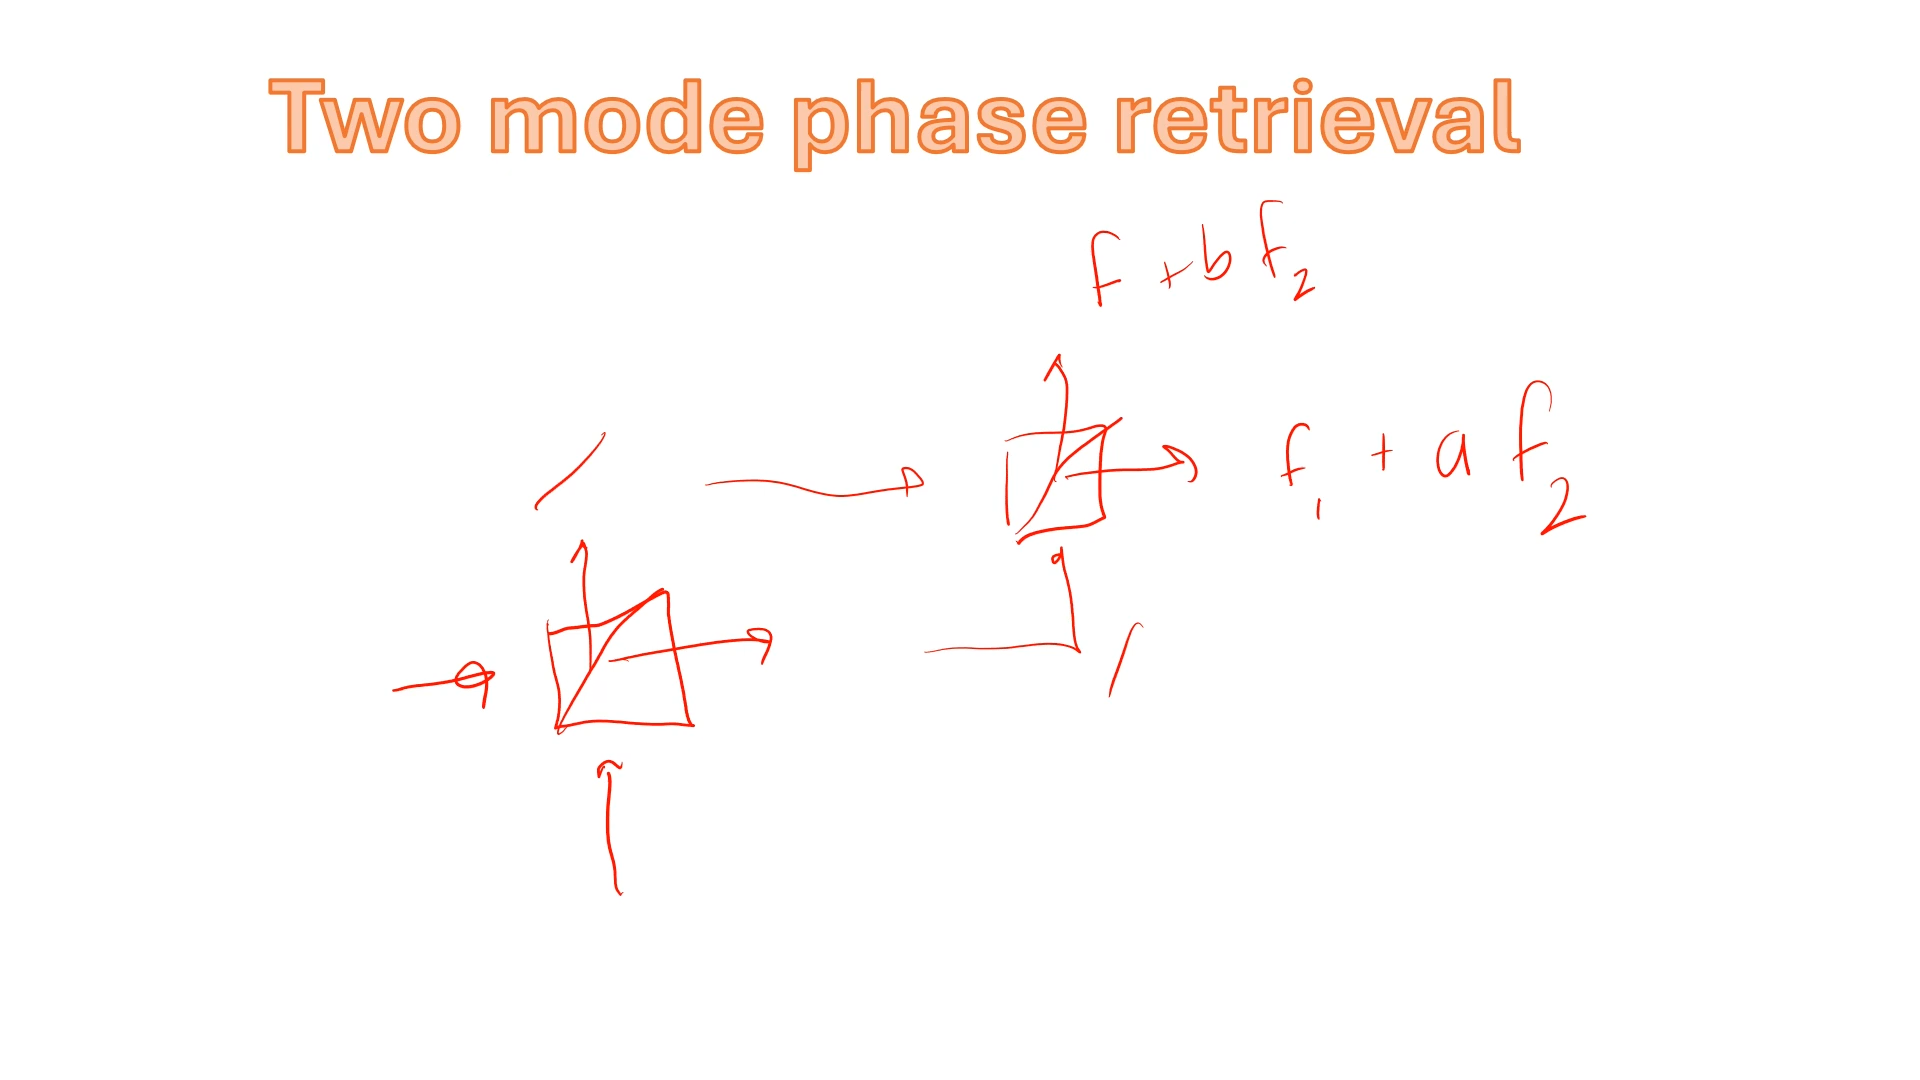 Two mode phase retrieval
f + b f2
f1 + a f2